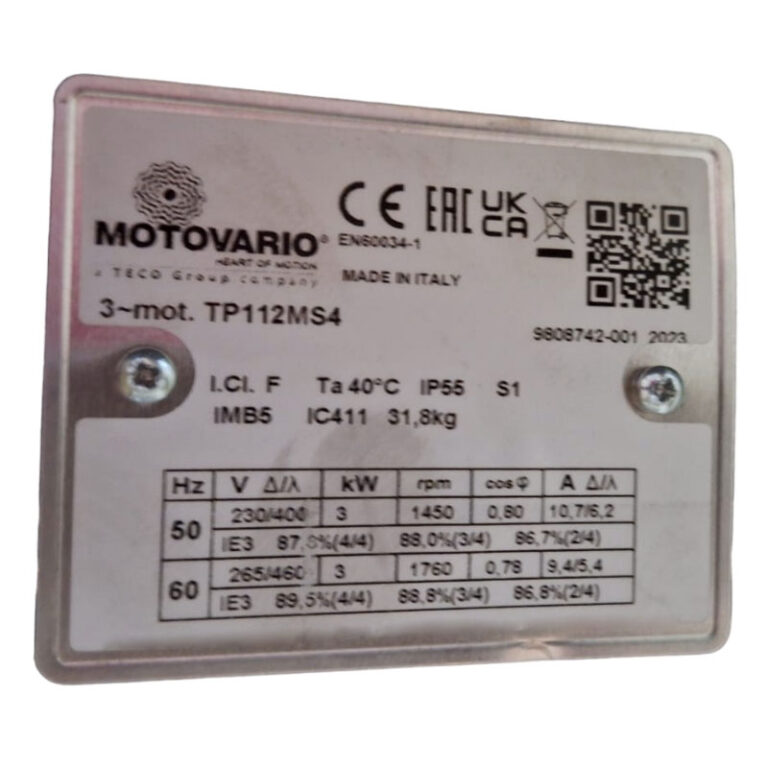 CE EAC UK CA
MOTOVARIO®
EN60034-1
HEART OF MOTION
a TECO Group company
MADE IN ITALY
3~mot. TP112MS4
9808742-001 2023
I.Cl. F Ta 40°C IP55 S1
IMB5 IC411 31,8kg
Hz V Δ/λ kW rpm cos φ A Δ/λ
50 230/400 3 1450 0,80 10,7/6,2
IE3 (4/4) 88,0%(3/4) 86,7%(2/4)
60 265/460 3 1760 0,78 9,4/5,4
IE3 89,5%(4/4) 88,8%(3/4) 86,8%(2/4)